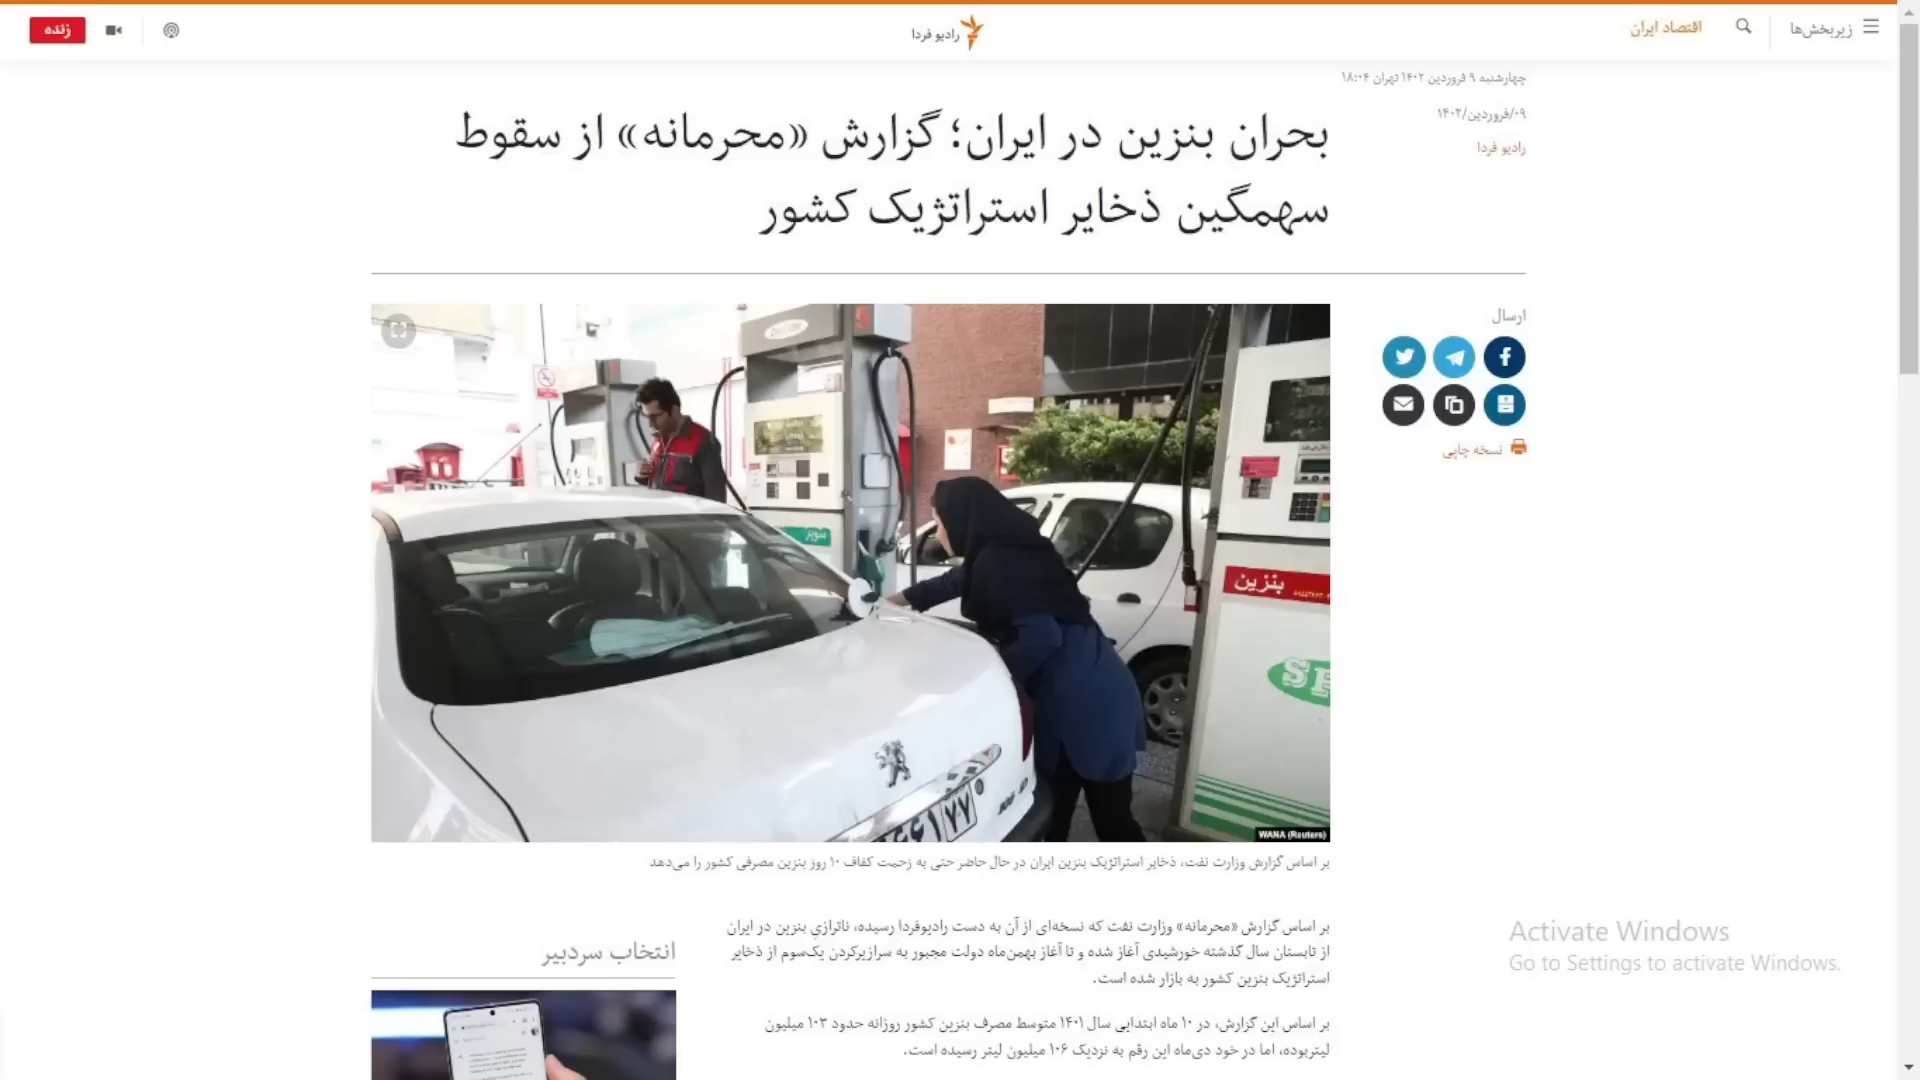 زیربخش‌ها
اقتصاد ایران
رادیو فردا
زنده
چهارشنبه ۹ فروردین ۱۴۰۲ تهران ۱۸:۰۴
۰۹/فروردین/۱۴۰۲
رادیو فردا
بحران بنزین در ایران؛ گزارش «محرمانه» از سقوط
سهمگین ذخایر استراتژیک کشور
ارسال
نسخه چاپی
سوپر
بنزین
۷۷
WANA (Reuters)
بر اساس گزارش وزارت نفت، ذخایر استراتژیک بنزین ایران در حال حاضر حتی به زحمت کفاف ۱۰ روز بنزین مصرفی کشور را می‌دهد
بر اساس گزارش «محرمانه» وزارت نفت که نسخه‌ای از آن به دست رادیوفردا رسیده، ناترازیِ بنزین در ایران
از تابستان سال گذشته خورشیدی آغاز شده و تا آغاز بهمن‌ماه دولت مجبور به سرازیرکردن یک‌سوم از ذخایر
استراتژیک بنزین کشور به بازار شده است.
بر اساس این گزارش، در ۱۰ ماه ابتدایی سال ۱۴۰۱ متوسط مصرف بنزین کشور روزانه حدود ۱۰۳ میلیون
لیتربوده، اما در خود دی‌ماه این رقم به نزدیک ۱۰۶ میلیون لیتر رسیده است.
انتخاب سردبیر
Activate Windows
Go to Settings to activate Windows.